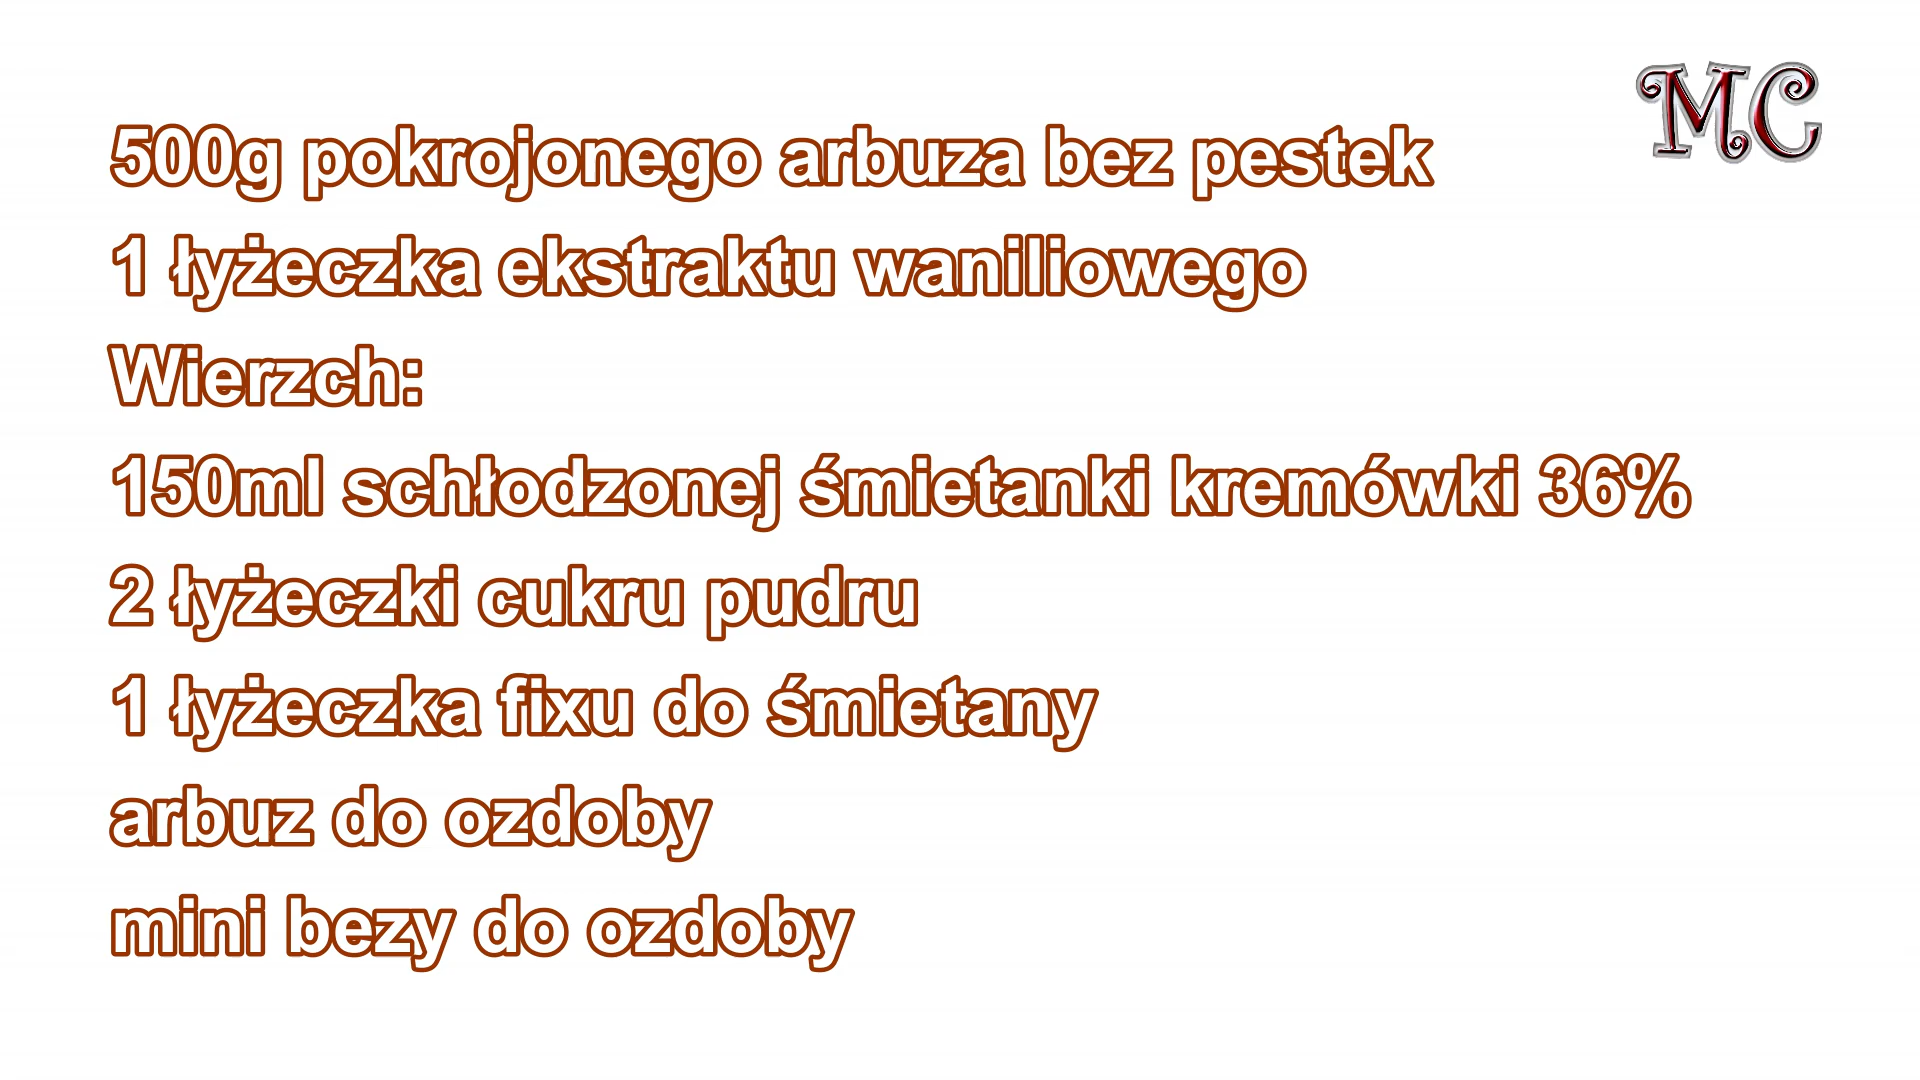 MC
500g pokrojonego arbuza bez pestek
1 łyżeczka ekstraktu waniliowego
Wierzch:
150ml schłodzonej śmietanki kremówki 36%
2 łyżeczki cukru pudru
1 łyżeczka fixu do śmietany
arbuz do ozdoby
mini bezy do ozdoby